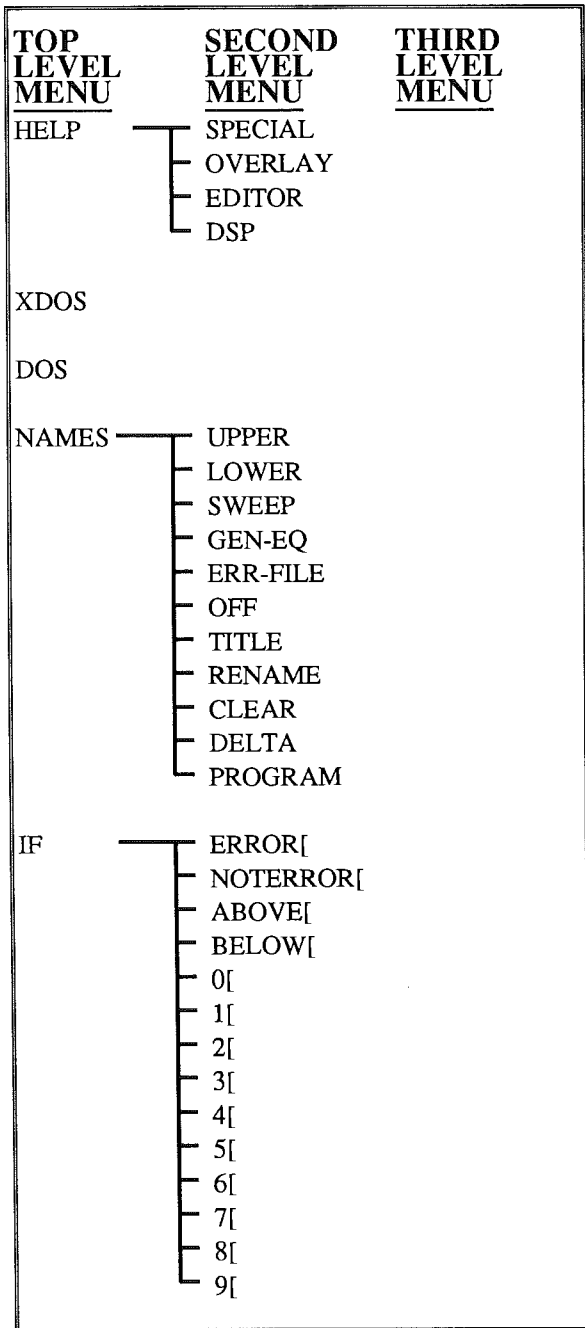 TOP SECOND THIRD
LEVEL LEVEL LEVEL
MENU MENU MENU
HELP SPECIAL
OVERLAY
EDITOR
DSP
XDOS
DOS
NAMES UPPER
LOWER
SWEEP
GEN-EQ
ERR-FILE
OFF
TITLE
RENAME
CLEAR
DELTA
PROGRAM
IF ERROR[
NOTERROR[
ABOVE[
BELOW[
0[
1[
2[
3[
4[
5[
6[
7[
8[
9[